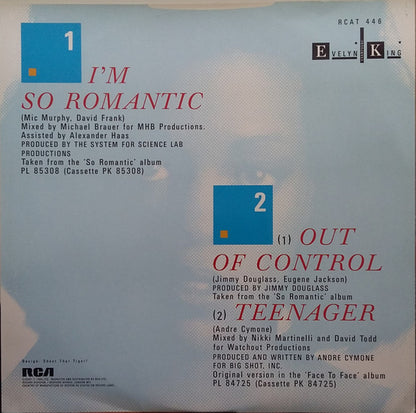 RCAT 446
EVELYN KING
1
I'M
SO ROMANTIC
(Mic Murphy, David Frank)
Mixed by Michael Brauer for MHB Productions.
Assisted by Alexander Haas
PRODUCED BY THE SYSTEM FOR SCIENCE LAB
PRODUCTIONS
Taken from the 'So Romantic' album
PL 85308 (Cassette PK 85308)
2
(1) OUT
OF CONTROL
(Jimmy Douglass, Eugene Jackson)
PRODUCED BY JIMMY DOUGLASS
Taken from the 'So Romantic' album
(2) TEENAGER
(Andre Cymone)
Mixed by Nikki Martinelli and David Todd
for Watchout Productions
PRODUCED AND WRITTEN BY ANDRE CYMONE
FOR BIG SHOT, INC.
Original version in the 'Face To Face' album
PL 84725 (Cassette PK 84725)
Design: Shoot That Tiger!
RCA